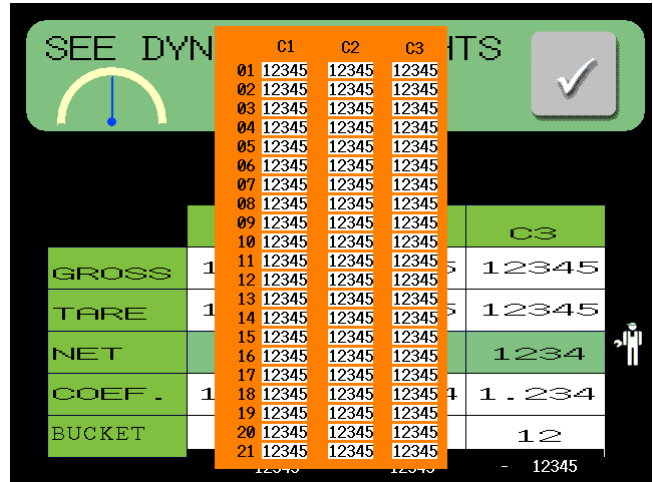 SEE DYN HTS
C1 C2 C3
01 12345 12345 12345
02 12345 12345 12345
03 12345 12345 12345
04 12345 12345 12345
05 12345 12345 12345
06 12345 12345 12345
07 12345 12345 12345
08 12345 12345 12345
09 12345 12345 12345
10 12345 12345 12345
11 12345 12345 12345
12 12345 12345 12345
13 12345 12345 12345
14 12345 12345 12345
15 12345 12345 12345
16 12345 12345 12345
17 12345 12345 12345
18 12345 12345 12345
19 12345 12345 12345
20 12345 12345 12345
21 12345 12345 12345
C3
GROSS 1 12345
TARE 1 12345
NET 1234
COEF. 1 1.234
BUCKET 12
12345 12345 - 12345